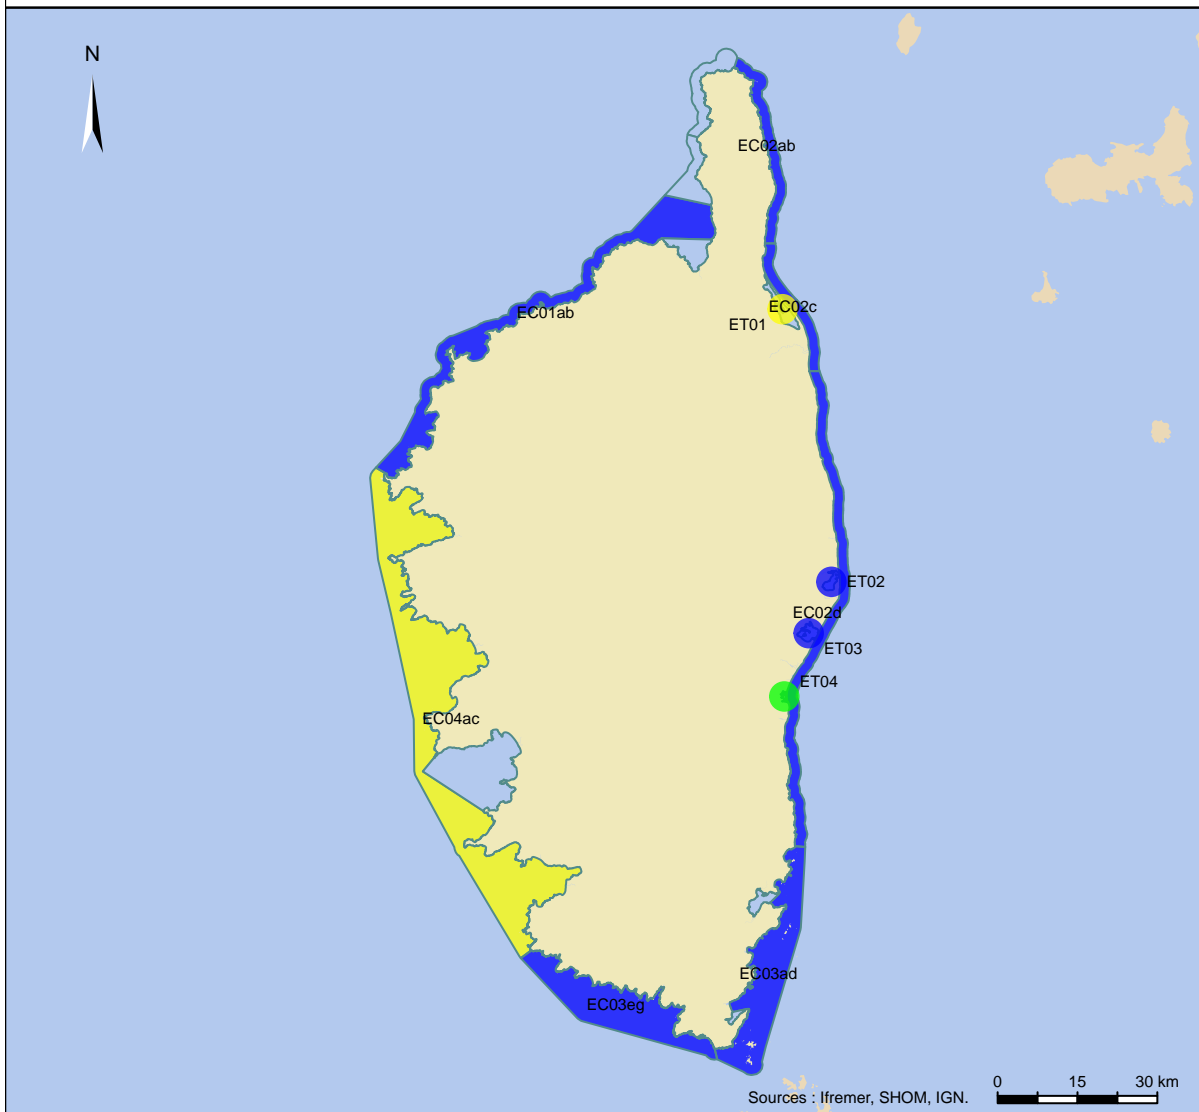 N
EC02ab
EC02c
EC01ab
ET01
ET02
EC02d
ET03
ET04
EC04ac
EC03ad
EC03eg
0 15 30 km
Sources : Ifremer, SHOM, IGN.